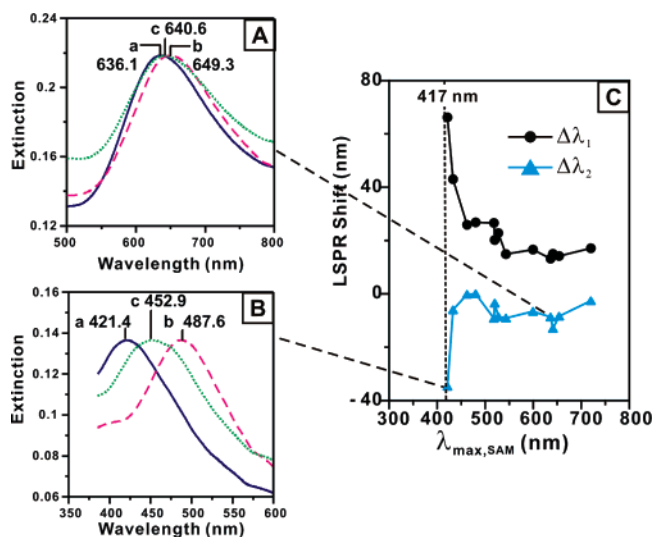 0.24
c 640.6
A
a
b
636.1
649.3
0.2
0.16
0.12
Extinction
500
600
700
800
Wavelength (nm)
0.16
c 452.9
B
a 421.4
b 487.6
0.14
0.12
0.1
0.08
0.06
Extinction
350
400
450
500
550
600
Wavelength (nm)
80
417 nm
C
Δλ₁
Δλ₂
40
0
- 40
LSPR Shift (nm)
300
400
500
600
700
800
λmax,SAM (nm)